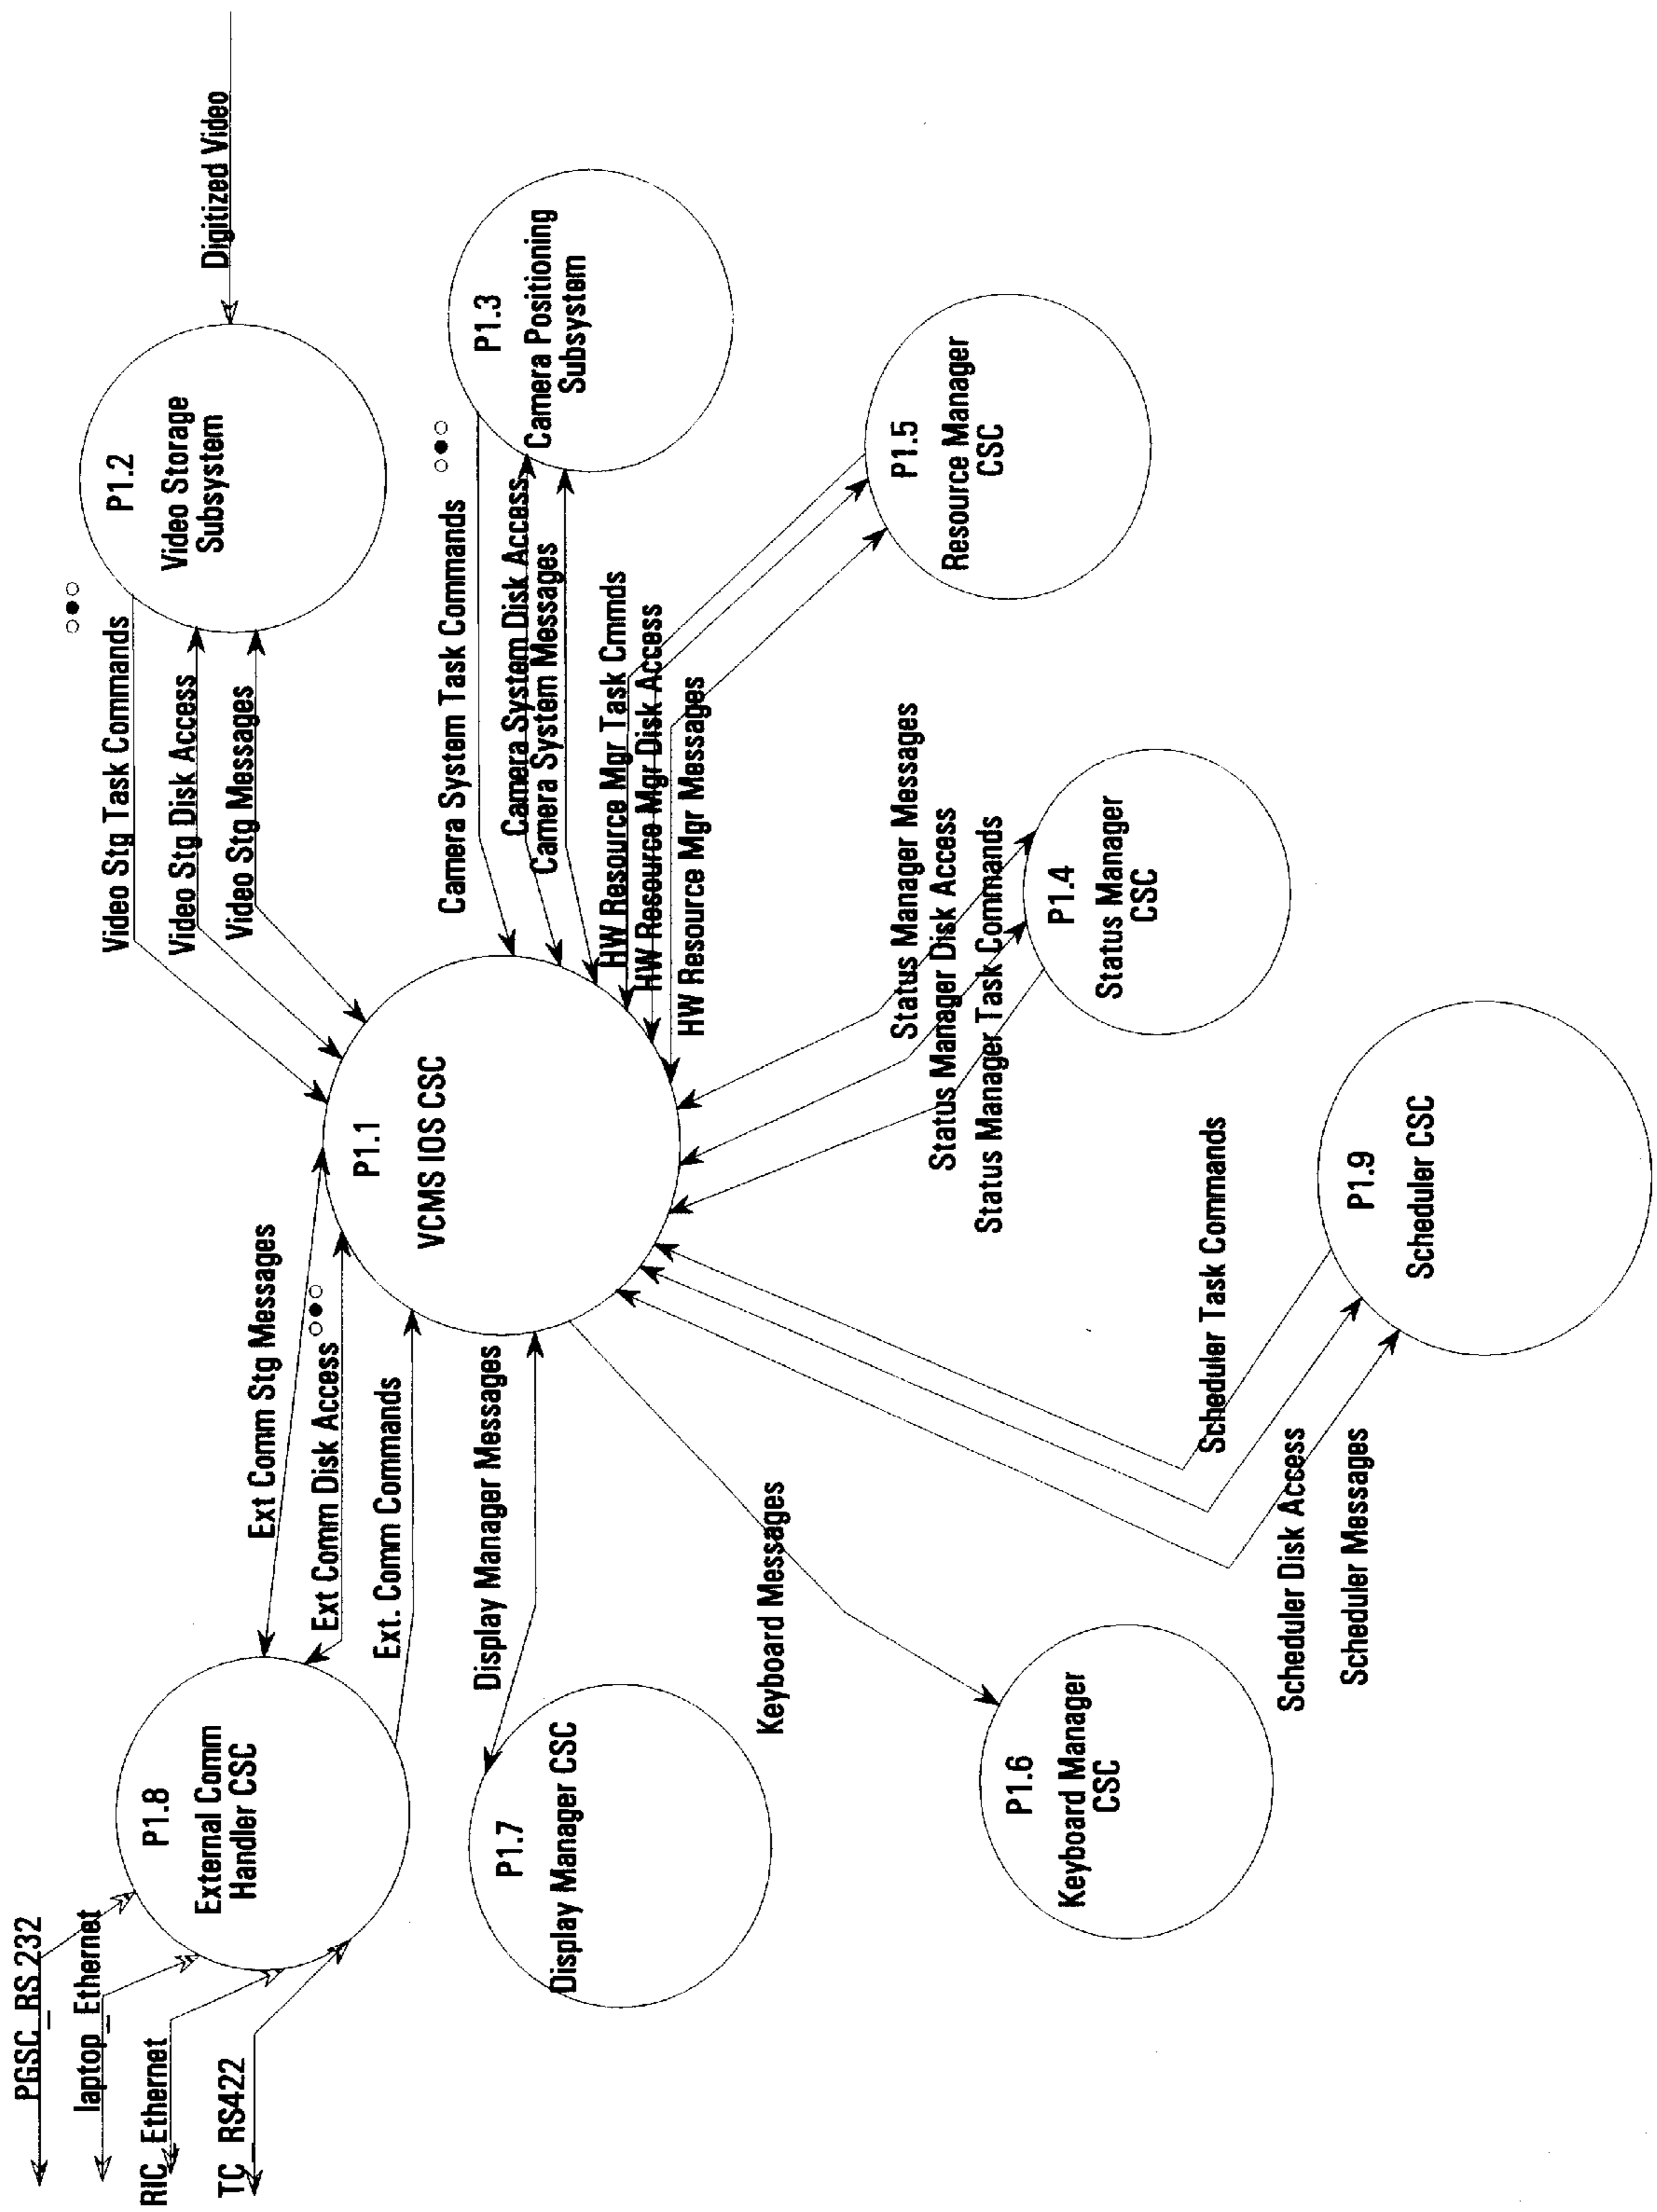 PGSC_RS 232
laptop_Ethernet
RIC_Ethernet
TC_RS422
P1.8
External Comm
Handler CSC
Ext Comm Stg Messages
Ext Comm Disk Access
Ext. Comm Commands
P1.7
Display Manager CSC
Display Manager Messages
P1.6
Keyboard Manager
CSC
Keyboard Messages
P1.1
VCMS IOS CSC
Video Stg Task Commands
Video Stg Disk Access
Video Stg Messages
P1.2
Video Storage
Subsystem
Digitized Video
Camera System Task Commands
Camera System Disk Access
Camera System Messages
P1.3
Camera Positioning
Subsystem
HW Resource Mgr Task Cmmds
HW Resource Mgr Disk Access
HW Resource Mgr Messages
P1.5
Resource Manager
CSC
Status Manager Messages
Status Manager Disk Access
Status Manager Task Commands
P1.4
Status Manager
CSC
Scheduler Task Commands
Scheduler Disk Access
Scheduler Messages
P1.9
Scheduler CSC